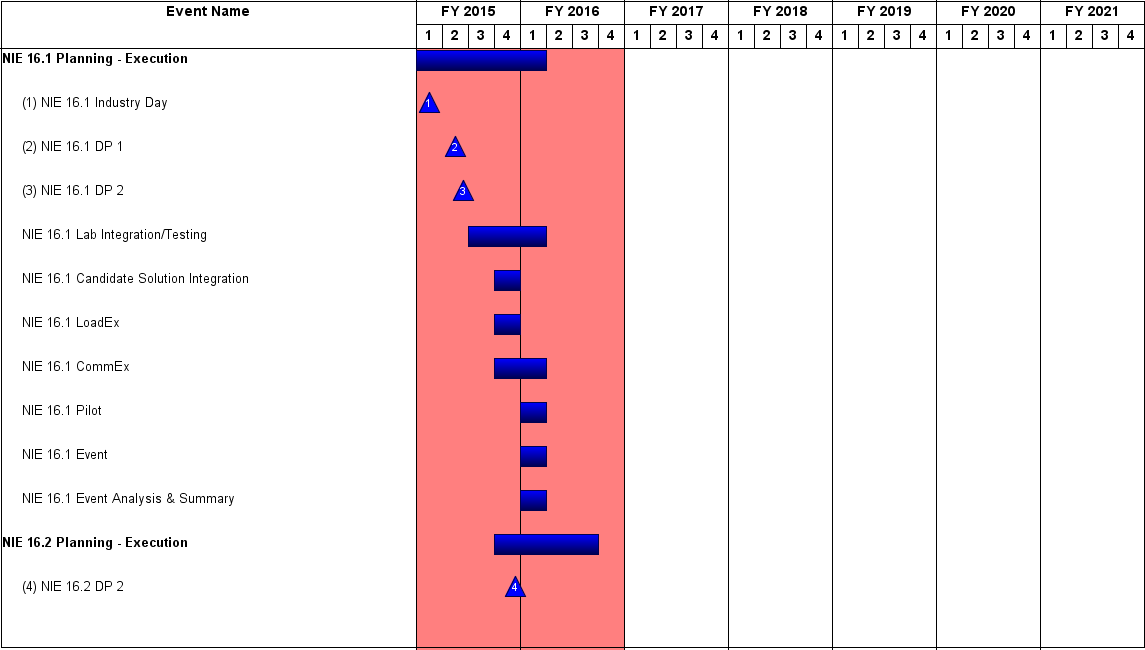 Event Name FY 2015 FY 2016 FY 2017 FY 2018 FY 2019 FY 2020 FY 2021
1 2 3 4 1 2 3 4 1 2 3 4 1 2 3 4 1 2 3 4 1 2 3 4 1 2 3 4
NIE 16.1 Planning - Execution
(1) NIE 16.1 Industry Day 1
(2) NIE 16.1 DP 1 2
(3) NIE 16.1 DP 2 3
NIE 16.1 Lab Integration/Testing
NIE 16.1 Candidate Solution Integration
NIE 16.1 LoadEx
NIE 16.1 CommEx
NIE 16.1 Pilot
NIE 16.1 Event
NIE 16.1 Event Analysis & Summary
NIE 16.2 Planning - Execution
(4) NIE 16.2 DP 2 4